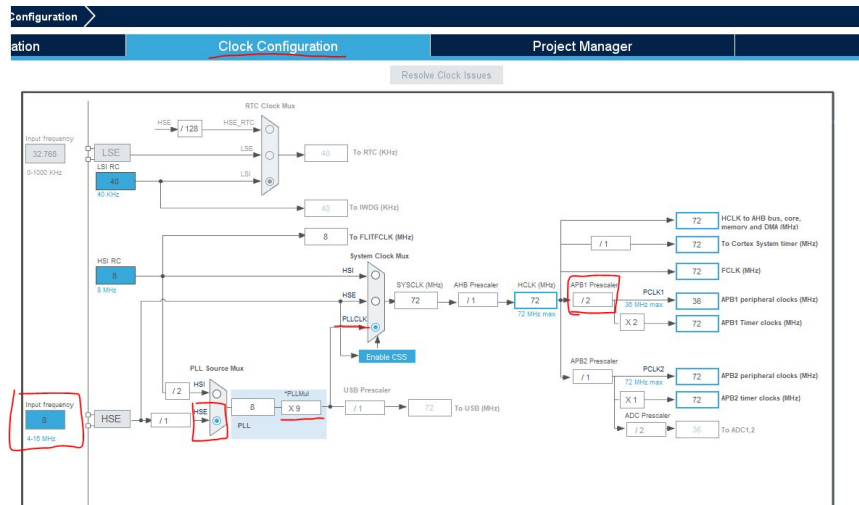 Configuration
ation
Clock Configuration
Project Manager
Resolve Clock Issues
RTC Clock Mux
HSE
/ 128
HSE_RTC
Input frequency
32.768
0-1000 KHz
LSE
LSE
40
To RTC (KHz)
LSI RC
40
40 KHz
LSI
40
To IWDG (KHz)
8
To FLITFCLK (MHz)
System Clock Mux
HSI RC
8
8 MHz
HSI
HSE
PLLCLK
Enable CSS
SYSCLK (MHz)
72
AHB Prescaler
/ 1
HCLK (MHz)
72
72 MHz max
72
HCLK to AHB bus, core,
memory and DMA (MHz)
/ 1
72
To Cortex System timer (MHz)
72
FCLK (MHz)
APB1 Prescaler
/ 2
PCLK1
36 MHz max
36
APB1 peripheral clocks (MHz)
X 2
72
APB1 Timer clocks (MHz)
APB2 Prescaler
/ 1
PCLK2
72 MHz max
72
APB2 peripheral clocks (MHz)
X 1
72
APB2 timer clocks (MHz)
ADC Prescaler
/ 2
36
To ADC1,2
PLL Source Mux
/ 2
HSI
Input frequency
8
4-16 MHz
HSE
/ 1
HSE
8
*PLLMul
X 9
PLL
USB Prescaler
/ 1
72
To USB (MHz)